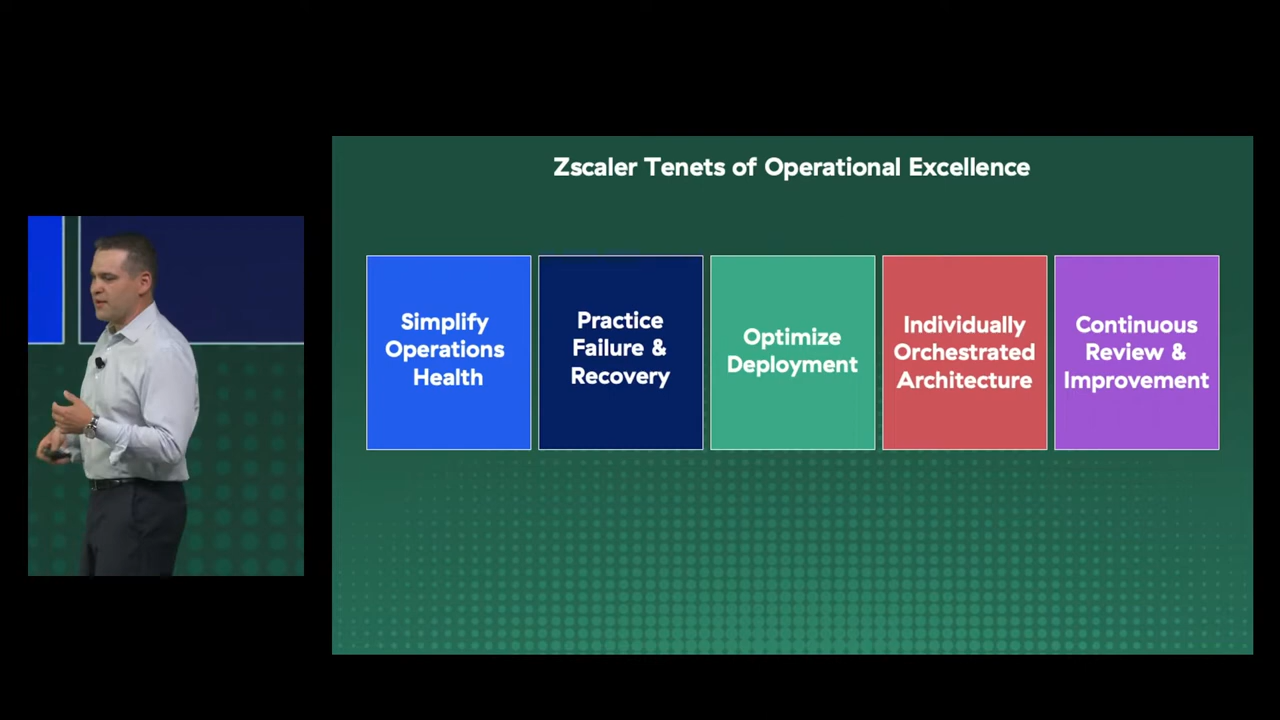 Zscaler Tenets of Operational Excellence
Simplify
Operations
Health
Practice
Failure &
Recovery
Optimize
Deployment
Individually
Orchestrated
Architecture
Continuous
Review &
Improvement